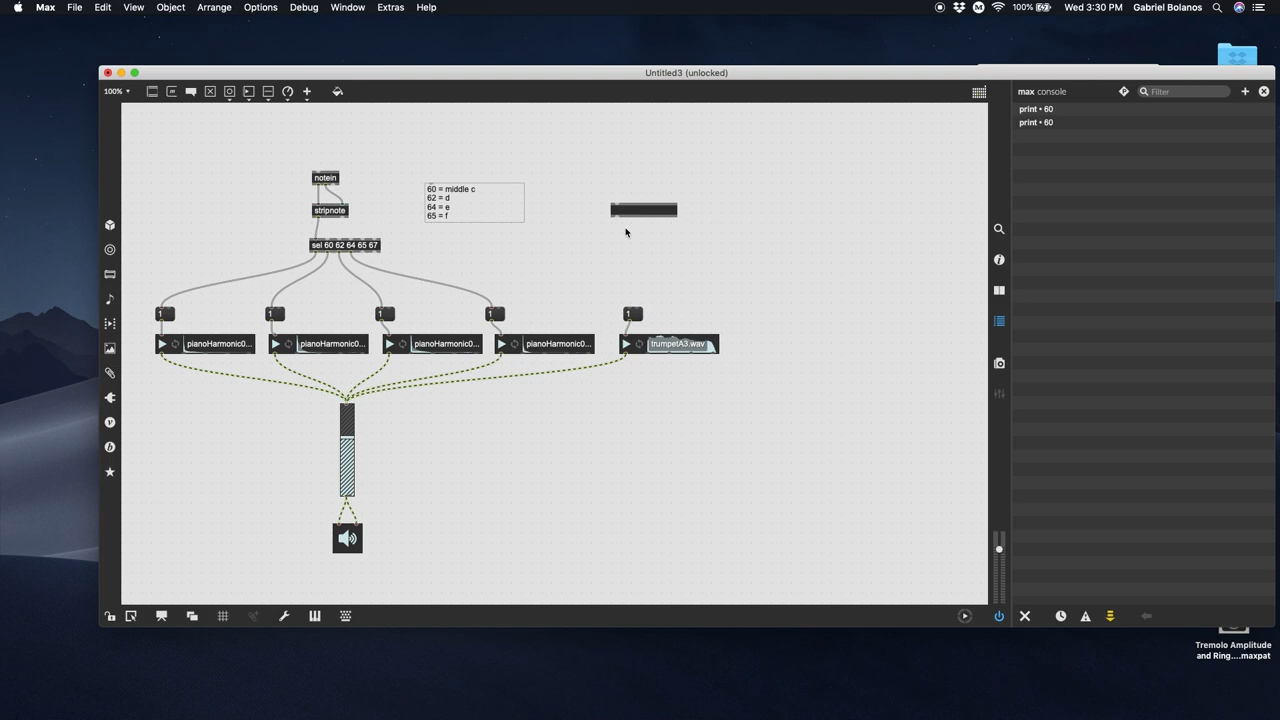 Max File Edit View Object Arrange Options Debug Window Extras Help 100% Wed 3:30 PM Gabriel Bolanos
Untitled3 (unlocked)
100%
max console
Filter
print • 60
print • 60
notein
60 = middle c
62 = d
64 = e
65 = f
stripnote
sel 60 62 64 65 67
1 1 1 1 1
pianoHarmonic0... pianoHarmonic0... pianoHarmonic0... pianoHarmonic0... trumpetA3.wav
Tremolo Amplitude
and Ring....maxpat